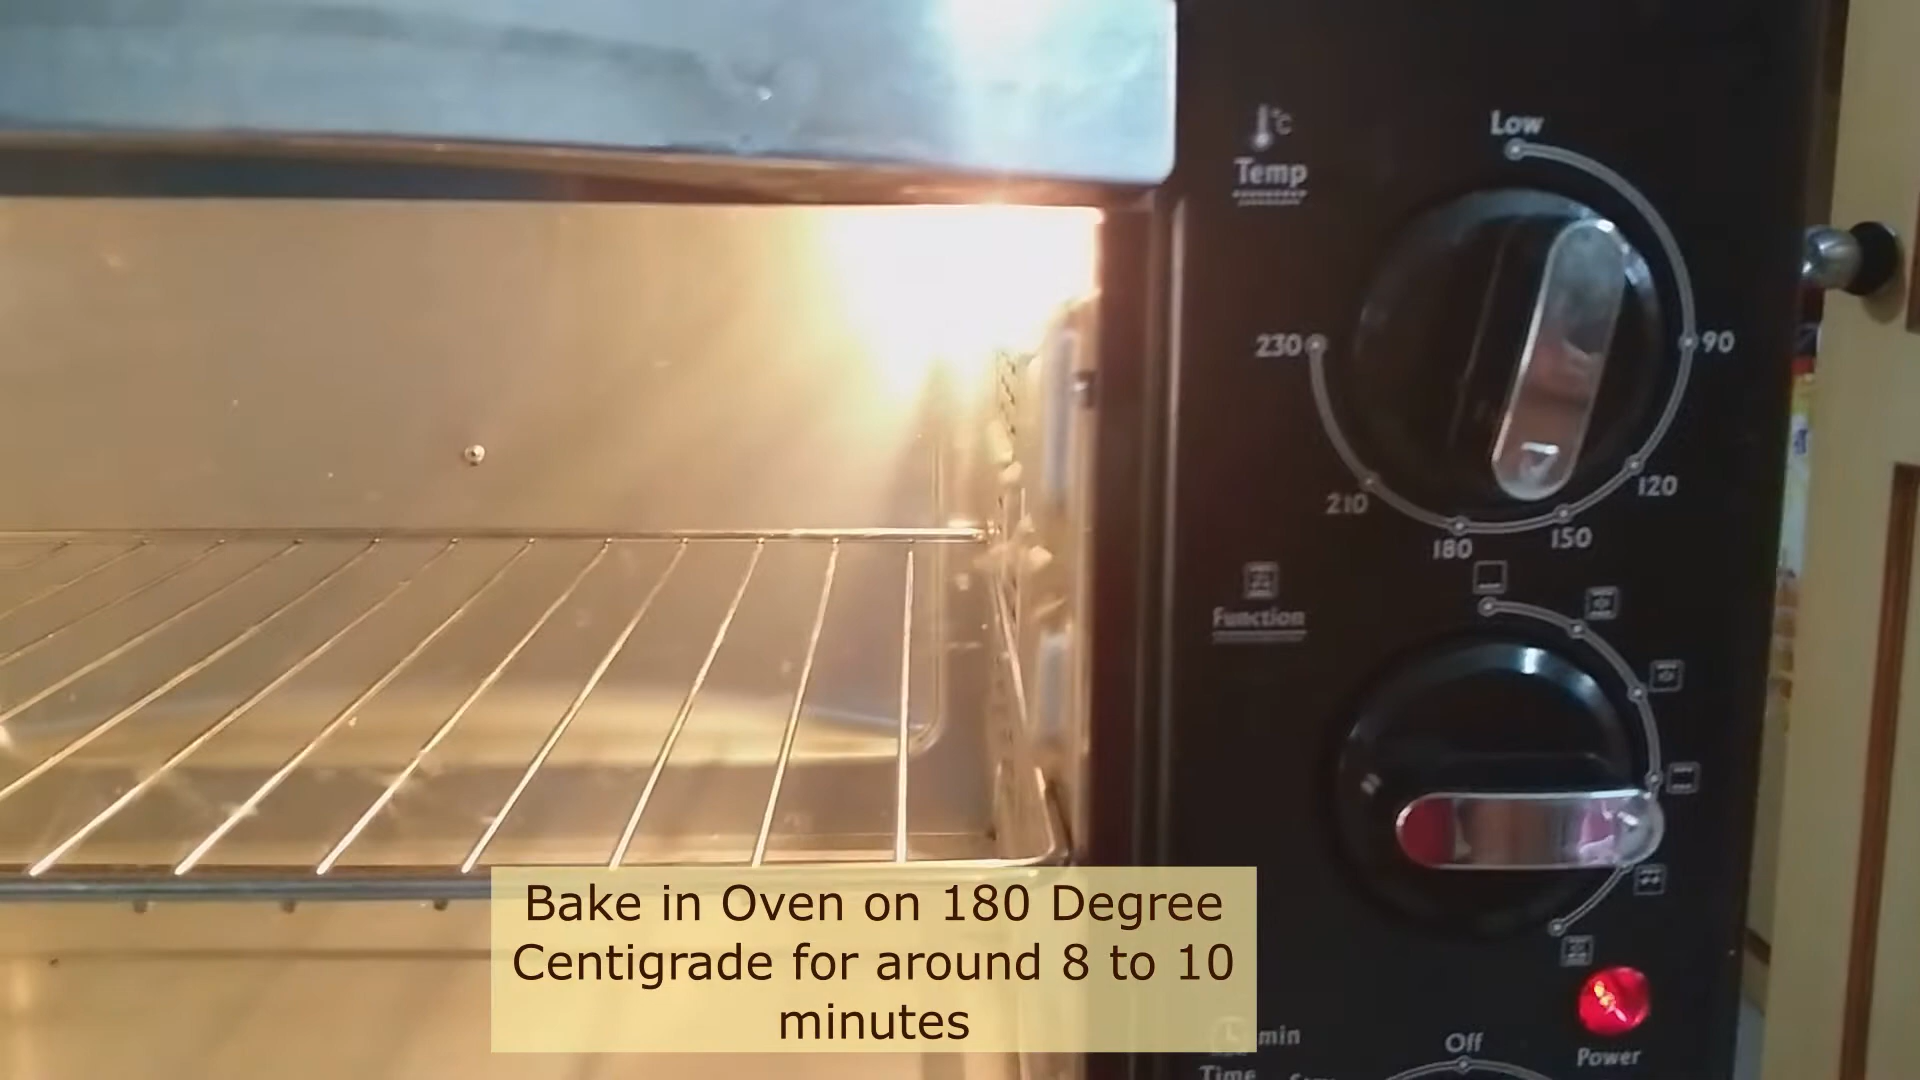 °C
Temp
Low
90
120
150
180
210
230
Function
Bake in Oven on 180 Degree
Centigrade for around 8 to 10
minutes
min
Time
Off
Power